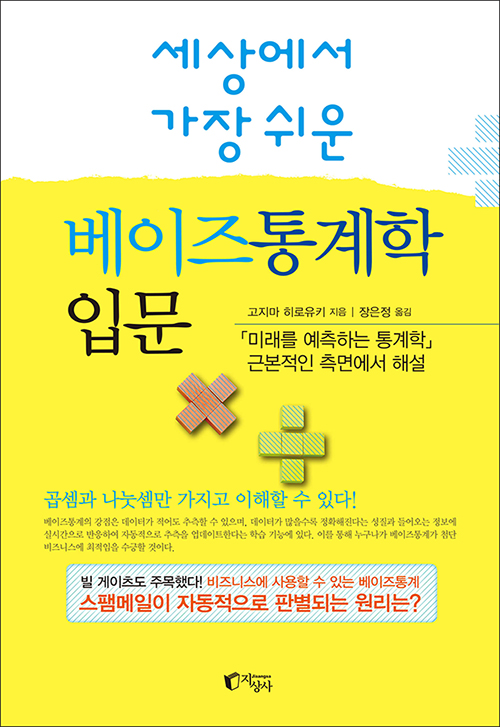 세상에서
가장 쉬운
베이즈통계학
입문
고지마 히로유키 지음 | 장은정 옮김
「미래를 예측하는 통계학」
근본적인 측면에서 해설
곱셈과 나눗셈만 가지고 이해할 수 있다!
베이즈통계의 강점은 데이터가 적어도 추측할 수 있으며, 데이터가 많을수록 정확해진다는 성질과 들어오는 정보에
실시간으로 반응하여 자동적으로 추측을 업데이트한다는 학습 기능에 있다. 이를 통해 누구나가 베이즈통계가 첨단
비즈니스에 최적임을 수긍할 것이다.
빌 게이츠도 주목했다! 비즈니스에 사용할 수 있는 베이즈통계
스팸메일이 자동적으로 판별되는 원리는?
Jisangsa
지상사